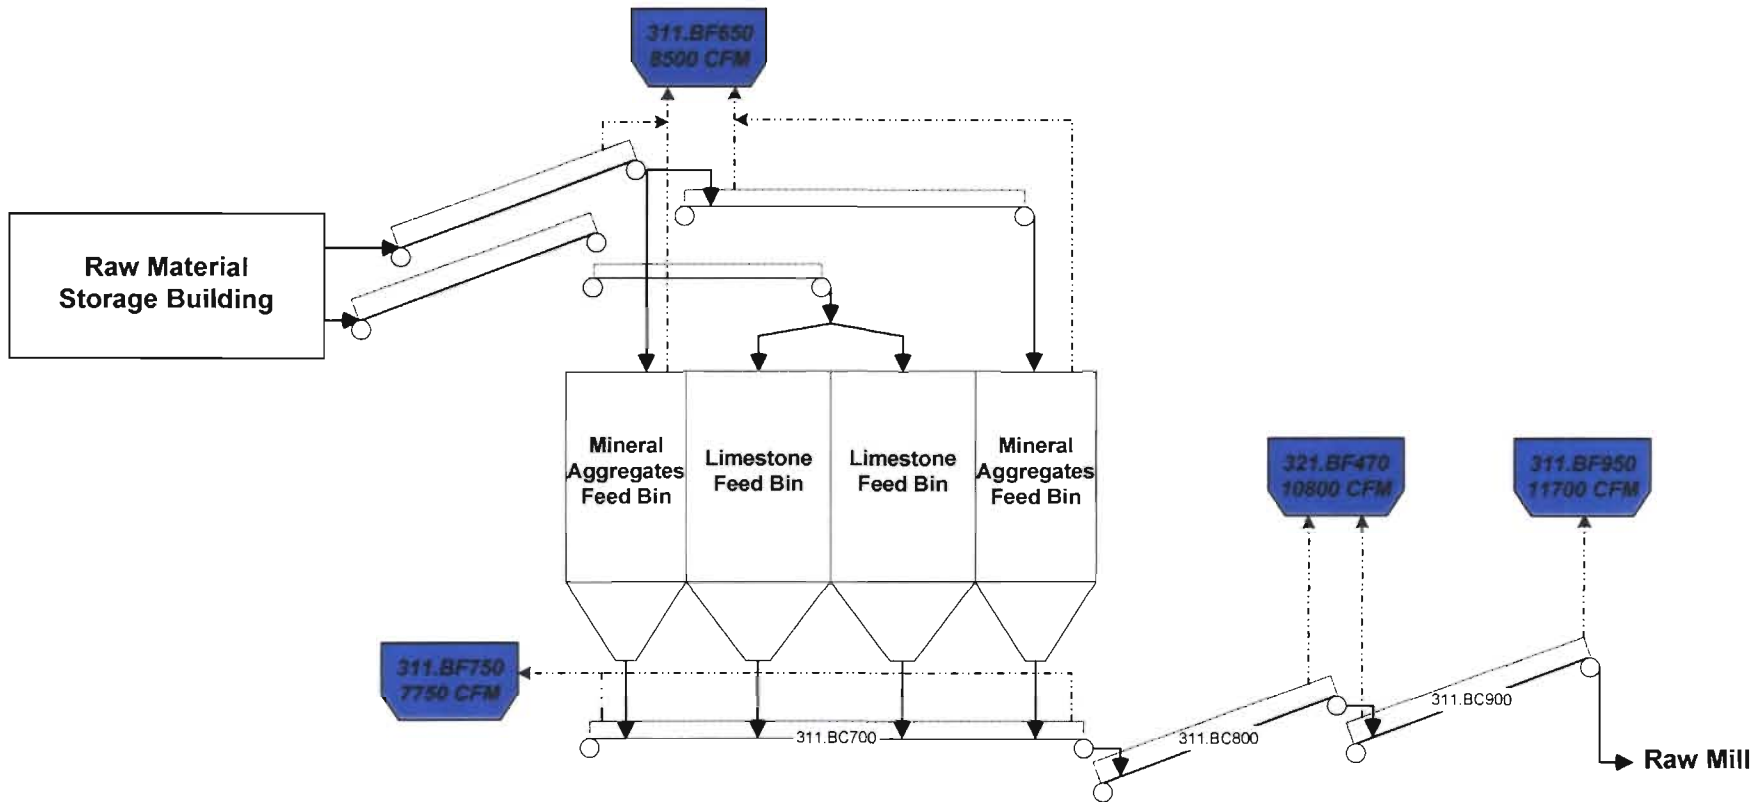 311.BF650
8500 CFM
Raw Material
Storage Building
Mineral
Aggregates
Feed Bin
Limestone
Feed Bin
Limestone
Feed Bin
Mineral
Aggregates
Feed Bin
321.BF470
10800 CFM
311.BF950
11700 CFM
311.BF750
7750 CFM
311.BC700
311.BC800
311.BC900
Raw Mill